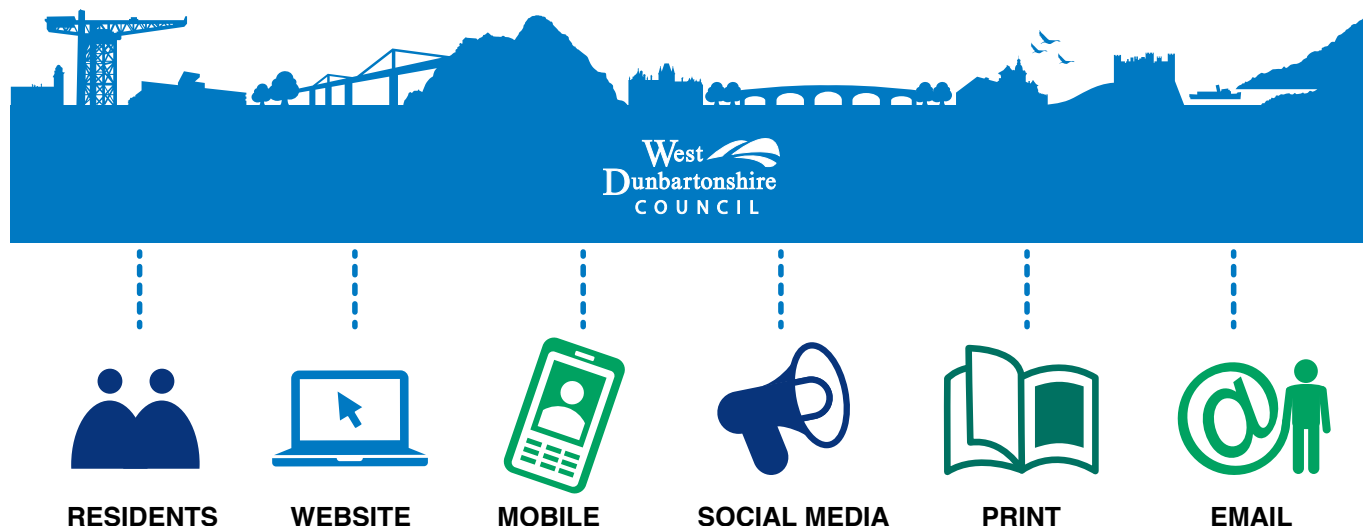 West
Dunbartonshire
COUNCIL
RESIDENTS
WEBSITE
MOBILE
SOCIAL MEDIA
PRINT
EMAIL